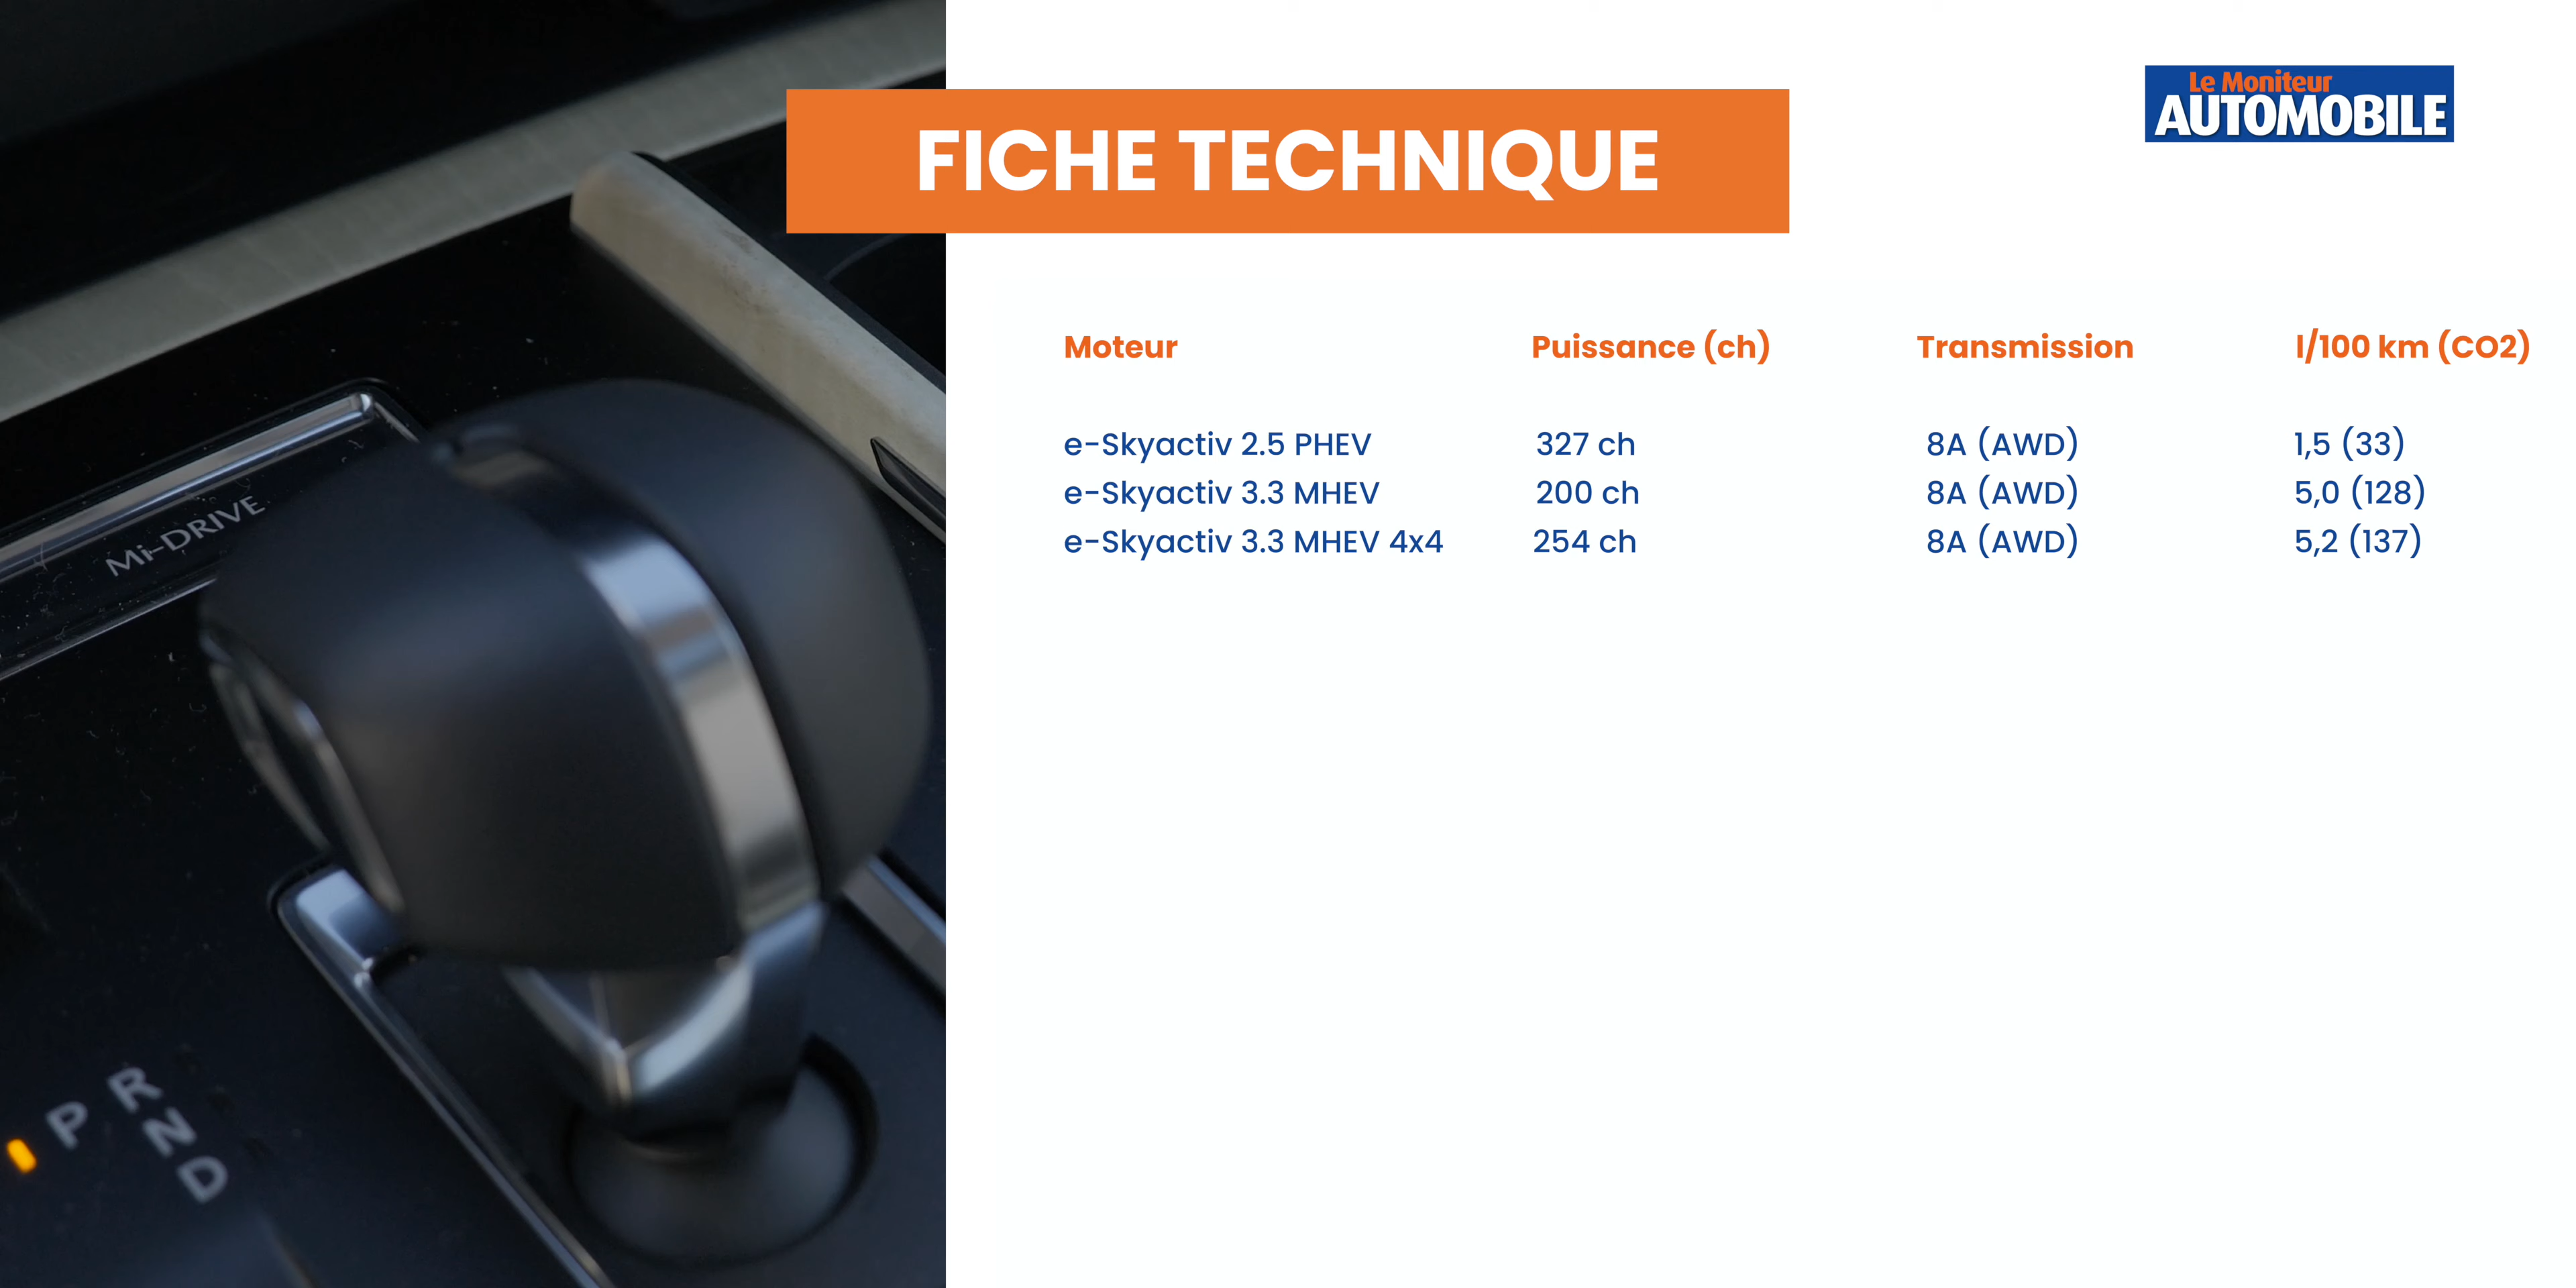 Le Moniteur
AUTOMOBILE
FICHE TECHNIQUE
Moteur Puissance (ch) Transmission l/100 km (CO2)
e-Skyactiv 2.5 PHEV 327 ch 8A (AWD) 1,5 (33)
e-Skyactiv 3.3 MHEV 200 ch 8A (AWD) 5,0 (128)
e-Skyactiv 3.3 MHEV 4x4 254 ch 8A (AWD) 5,2 (137)
Mi-DRIVE
P R
N
D